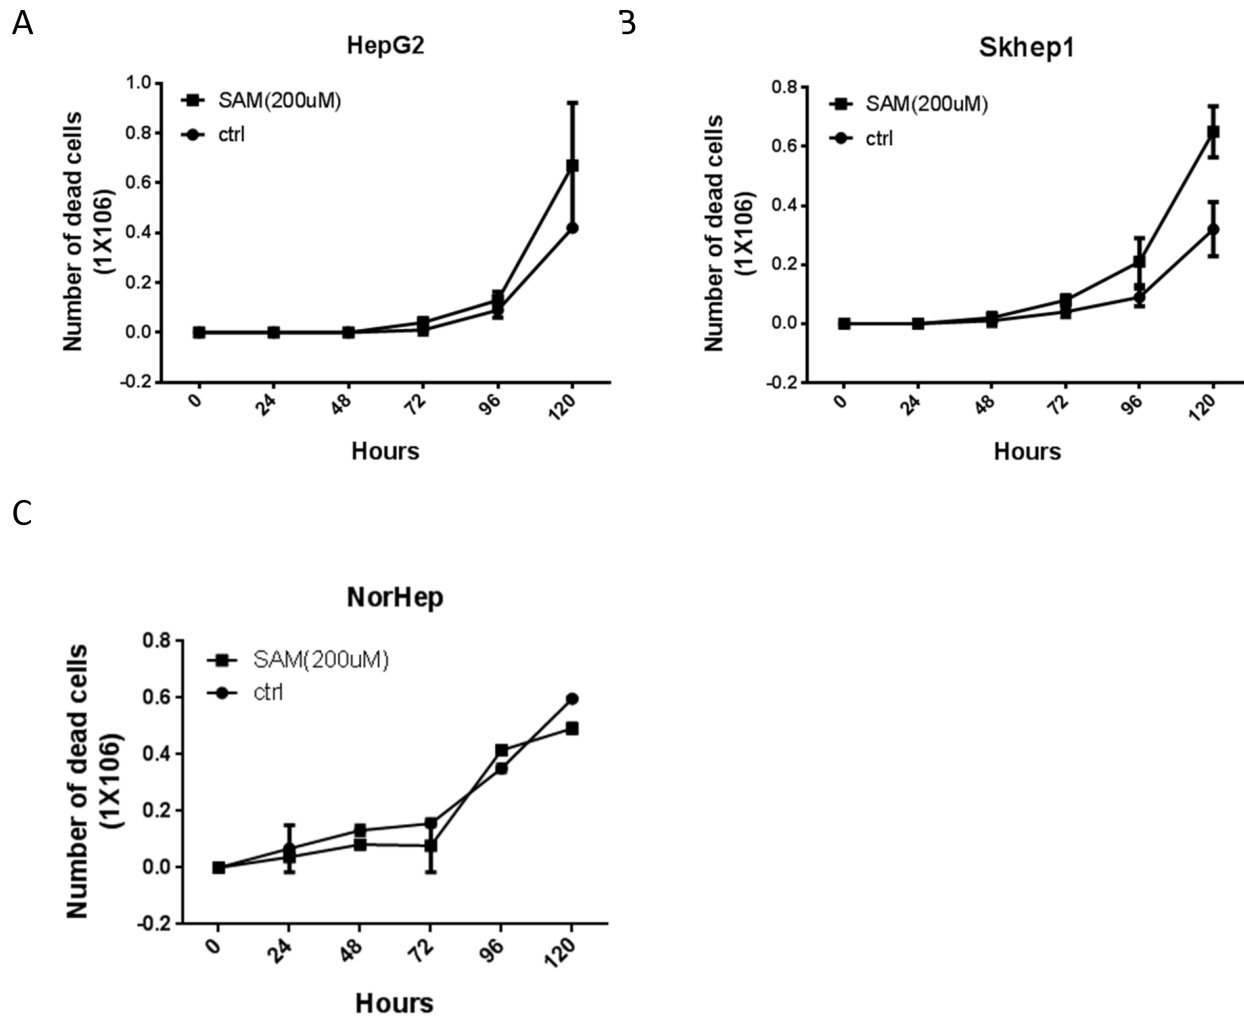 A
HepG2
SAM(200uM)
ctrl
1.0
0.8
0.6
0.4
0.2
0.0
-0.2
Number of dead cells
(1X106)
0
24
48
72
96
120
Hours
B
Skhep1
SAM(200uM)
ctrl
0.8
0.6
0.4
0.2
0.0
-0.2
Number of dead cells
(1X106)
0
24
48
72
96
120
Hours
C
NorHep
SAM(200uM)
ctrl
0.8
0.6
0.4
0.2
0.0
-0.2
Number of dead cells
(1X106)
0
24
48
72
96
120
Hours